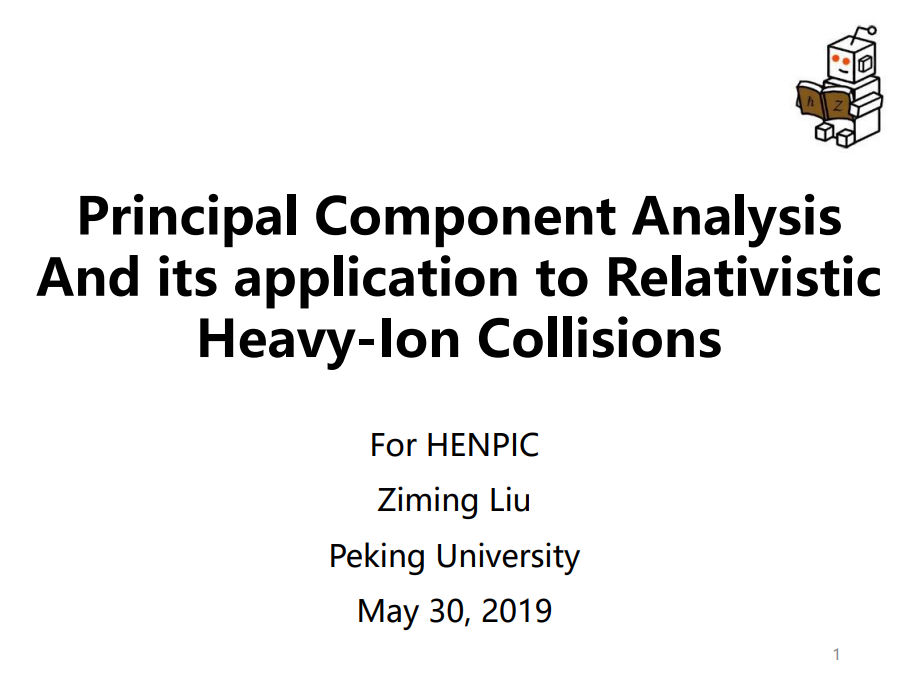 ħ Z
Principal Component Analysis
And its application to Relativistic
Heavy-Ion Collisions
For HENPIC
Ziming Liu
Peking University
May 30, 2019
1